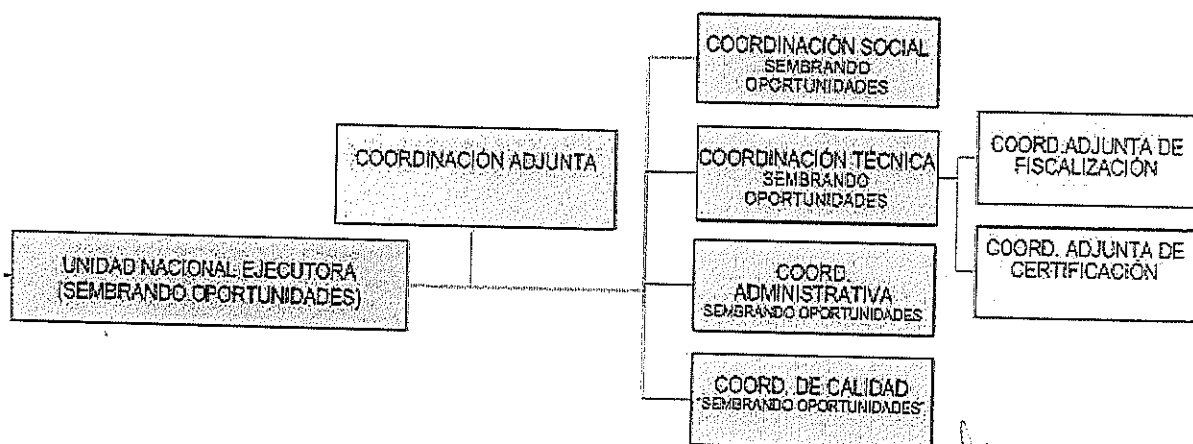 COORDINACIÓN SOCIAL
SEMBRANDO
OPORTUNIDADES
COORDINACIÓN ADJUNTA
COORDINACIÓN TÉCNICA
SEMBRANDO
OPORTUNIDADES
COORD.ADJUNTA DE
FISCALIZACIÓN
UNIDAD NACIONAL EJECUTORA
(SEMBRANDO OPORTUNIDADES)
COORD.
ADMINISTRATIVA
SEMBRANDO OPORTUNIDADES
COORD. ADJUNTA DE
CERTIFICACIÓN
COORD. DE CALIDAD
SEMBRANDO OPORTUNIDADES